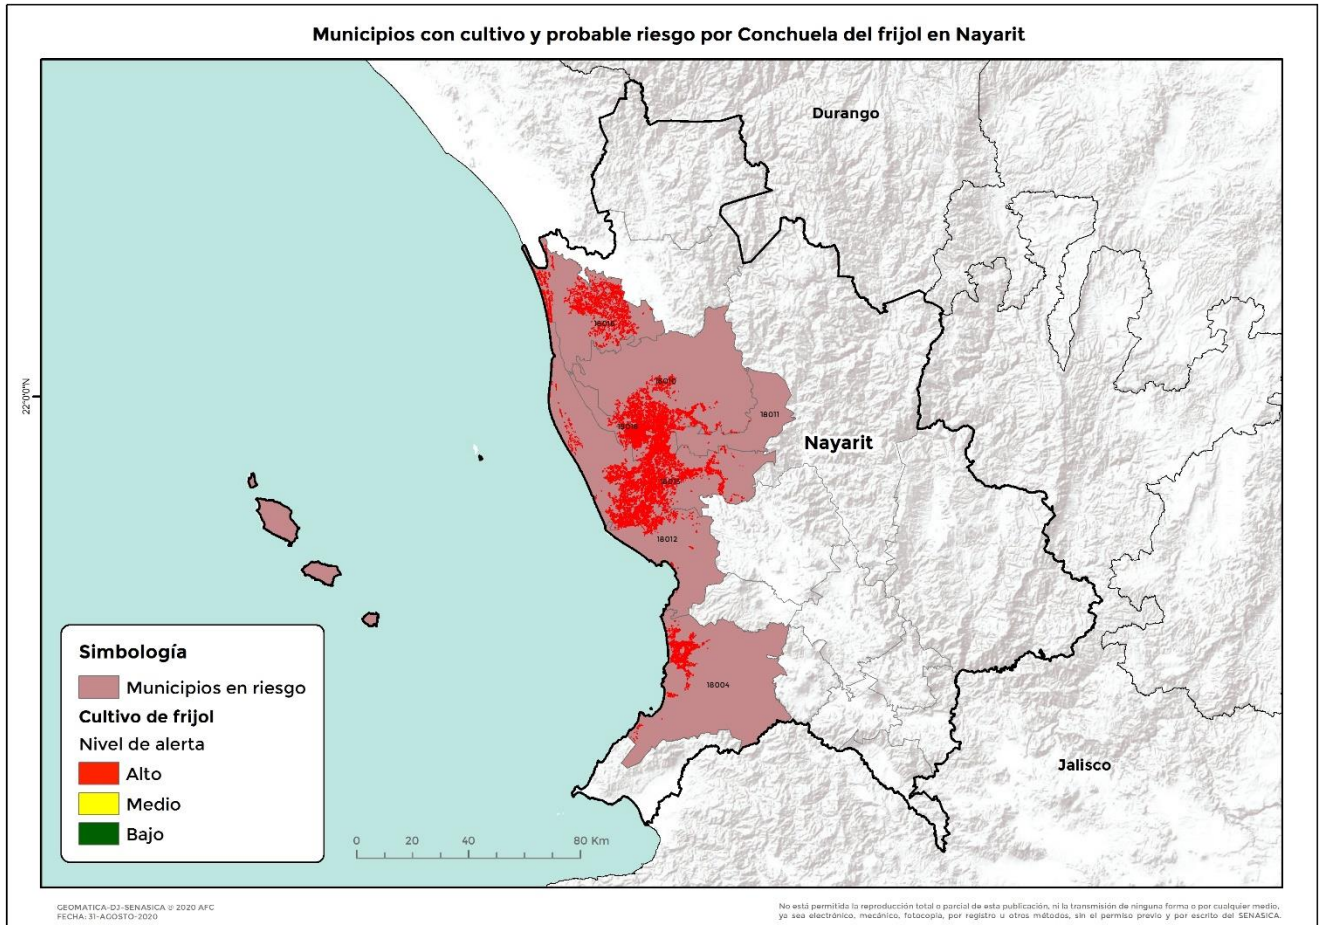 Municipios con cultivo y probable riesgo por Conchuela del frijol en Nayarit
Durango
22°0'0"N
18010
18011
18016
Nayarit
18015
18012
18004
Jalisco
Simbología
Municipios en riesgo
Cultivo de frijol
Nivel de alerta
Alto
Medio
Bajo
0 20 40 80 Km
GEOMATICA-DJ-SENASICA © 2020 AFC
FECHA: 31-AGOSTO-2020
No está permitida la reproducción total o parcial de esta publicación, ni la transmisión de ninguna forma o por cualquier medio,
ya sea electrónico, mecánico, fotocopia, por registro u otros métodos, sin el permiso previo y por escrito del SENASICA.